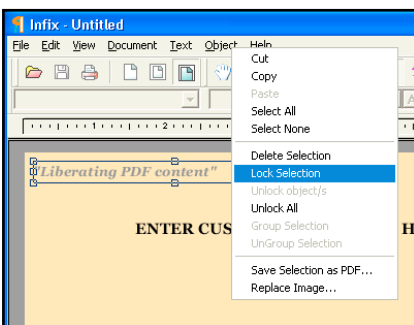 Infix - Untitled
File Edit View Document Text Object Help
Cut
Copy
Paste
Select All
Select None
Delete Selection
Lock Selection
Unlock object/s
Unlock All
Group Selection
UnGroup Selection
Save Selection as PDF...
Replace Image...
1 2
"Liberating PDF content"
ENTER CUS
H